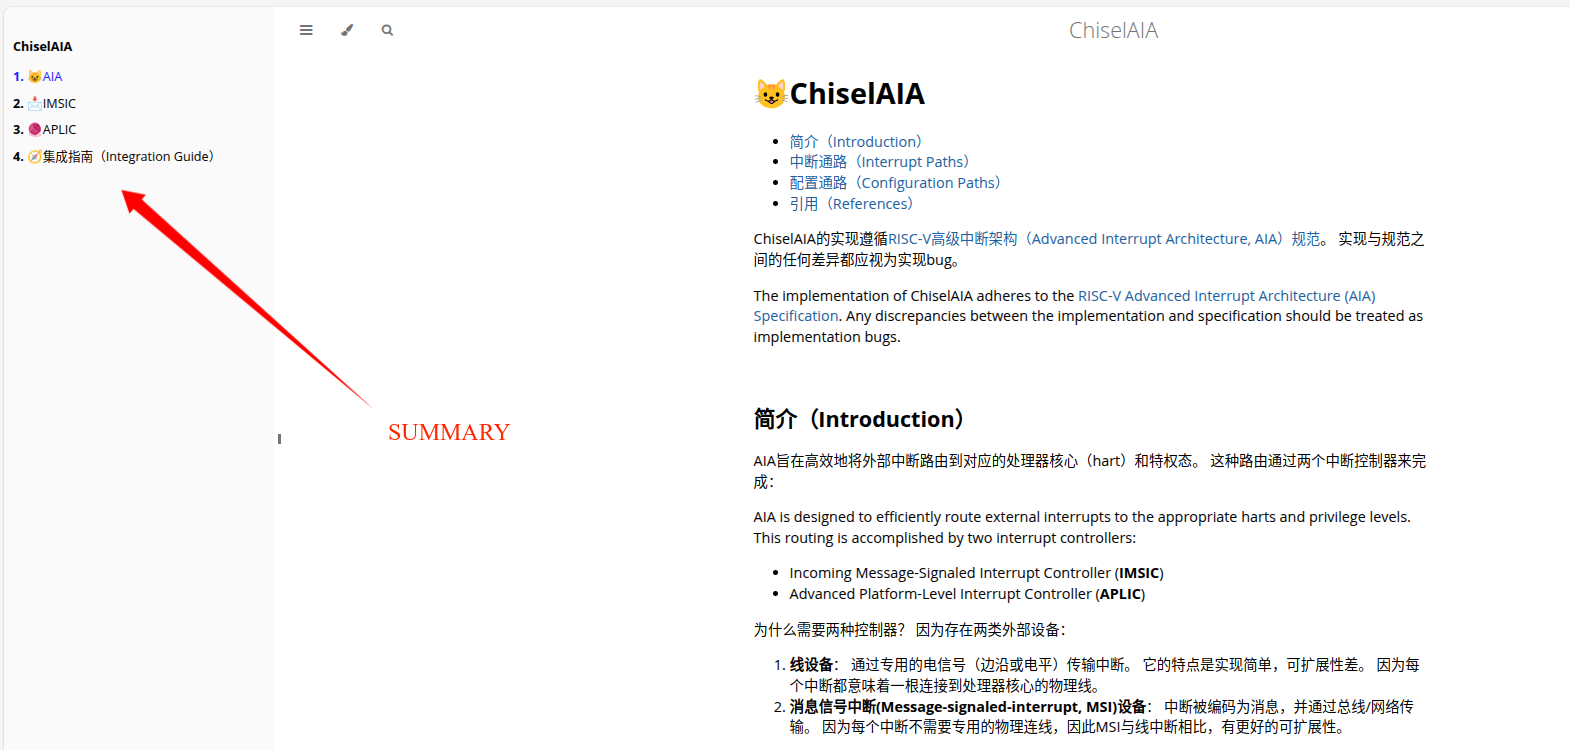 ChiselAIA
ChiselAIA
1. 😺AIA
2. 📩IMSIC
3. 🧶APLIC
4. 🧭集成指南（Integration Guide）
SUMMARY
😺ChiselAIA
简介（Introduction）
中断通路（Interrupt Paths）
配置通路（Configuration Paths）
引用（References）
ChiselAIA的实现遵循RISC-V高级中断架构（Advanced Interrupt Architecture, AIA）规范。 实现与规范之
间的任何差异都应视为实现bug。
The implementation of ChiselAIA adheres to the RISC-V Advanced Interrupt Architecture (AIA)
Specification. Any discrepancies between the implementation and specification should be treated as
implementation bugs.
简介（Introduction）
AIA旨在高效地将外部中断路由到对应的处理器核心（hart）和特权态。 这种路由通过两个中断控制器来完
成：
AIA is designed to efficiently route external interrupts to the appropriate harts and privilege levels.
This routing is accomplished by two interrupt controllers:
Incoming Message-Signaled Interrupt Controller (IMSIC)
Advanced Platform-Level Interrupt Controller (APLIC)
为什么需要两种控制器？ 因为存在两类外部设备：
1. 线设备： 通过专用的电信号（边沿或电平）传输中断。 它的特点是实现简单，可扩展性差。 因为每
个中断都意味着一根连接到处理器核心的物理线。
2. 消息信号中断(Message-signaled-interrupt, MSI)设备： 中断被编码为消息，并通过总线/网络传
输。 因为每个中断不需要专用的物理连线，因此MSI与线中断相比，有更好的可扩展性。